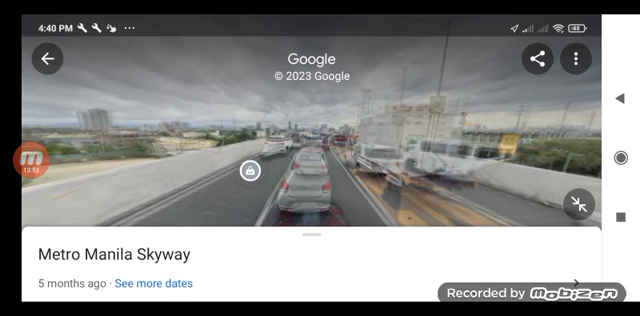 4:40 PM
48
Google
© 2023 Google
m
13:53
Metro Manila Skyway
5 months ago · See more dates
Recorded by mobizen